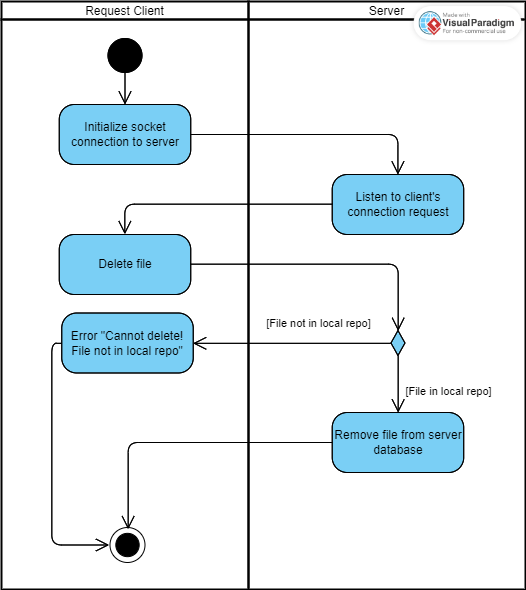 Request Client
Server
Made with
VisualParadigm
For non-commercial use
Initialize socket
connection to server
Listen to client's
connection request
Delete file
[File not in local repo]
Error "Cannot delete!
File not in local repo"
[File in local repo]
Remove file from server
database